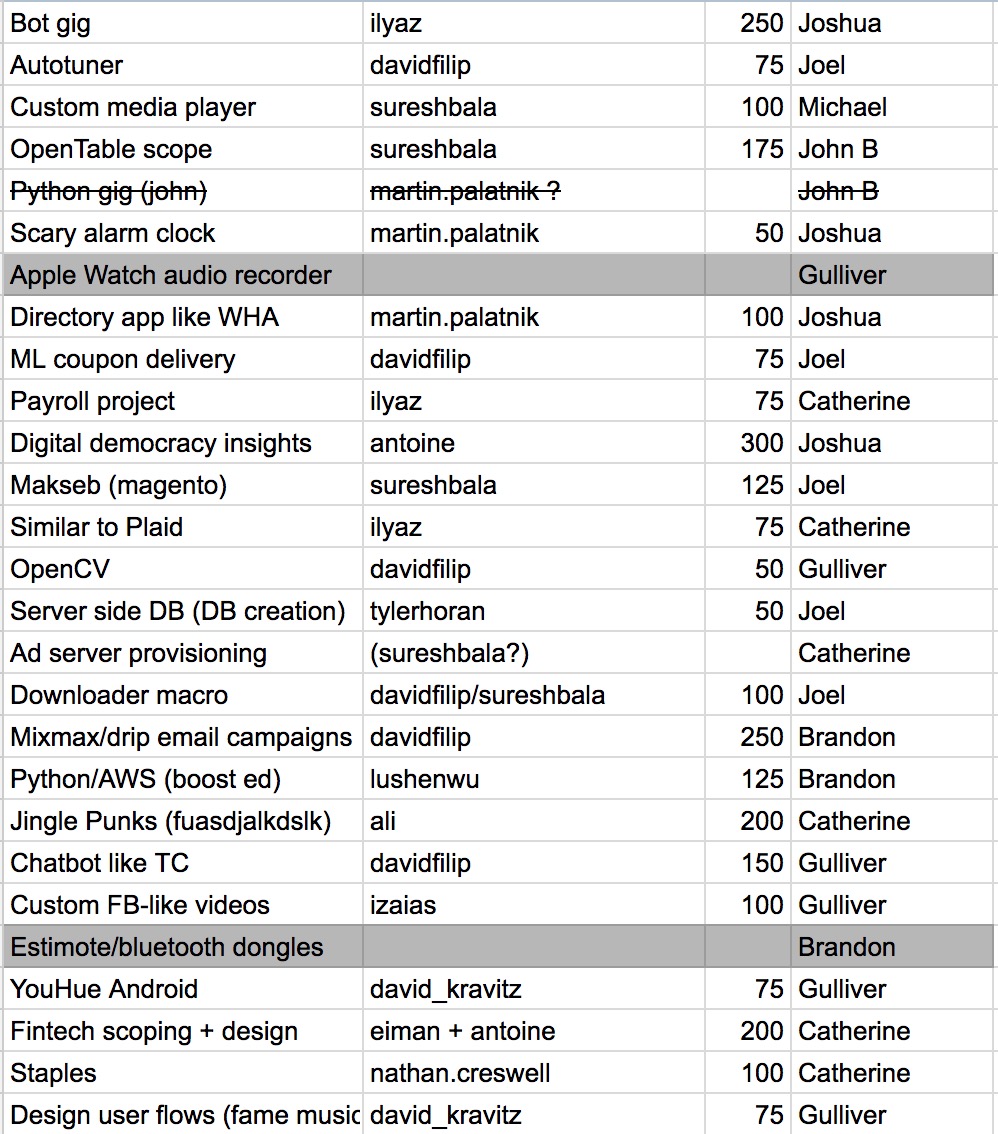 Bot gig ilyaz 250 Joshua
Autotuner davidfilip 75 Joel
Custom media player sureshbala 100 Michael
OpenTable scope sureshbala 175 John B
Python gig (john) martin.palatnik ? John B
Scary alarm clock martin.palatnik 50 Joshua
Apple Watch audio recorder Gulliver
Directory app like WHA martin.palatnik 100 Joshua
ML coupon delivery davidfilip 75 Joel
Payroll project ilyaz 75 Catherine
Digital democracy insights antoine 300 Joshua
Makseb (magento) sureshbala 125 Joel
Similar to Plaid ilyaz 75 Catherine
OpenCV davidfilip 50 Gulliver
Server side DB (DB creation) tylerhoran 50 Joel
Ad server provisioning (sureshbala?) Catherine
Downloader macro davidfilip/sureshbala 100 Joel
Mixmax/drip email campaigns davidfilip 250 Brandon
Python/AWS (boost ed) lushenwu 125 Brandon
Jingle Punks (fuasdjalkdslk) ali 200 Catherine
Chatbot like TC davidfilip 150 Gulliver
Custom FB-like videos izaias 100 Gulliver
Estimote/bluetooth dongles Brandon
YouHue Android david_kravitz 75 Gulliver
Fintech scoping + design eiman + antoine 200 Catherine
Staples nathan.creswell 100 Catherine
Design user flows (fame music david_kravitz 75 Gulliver